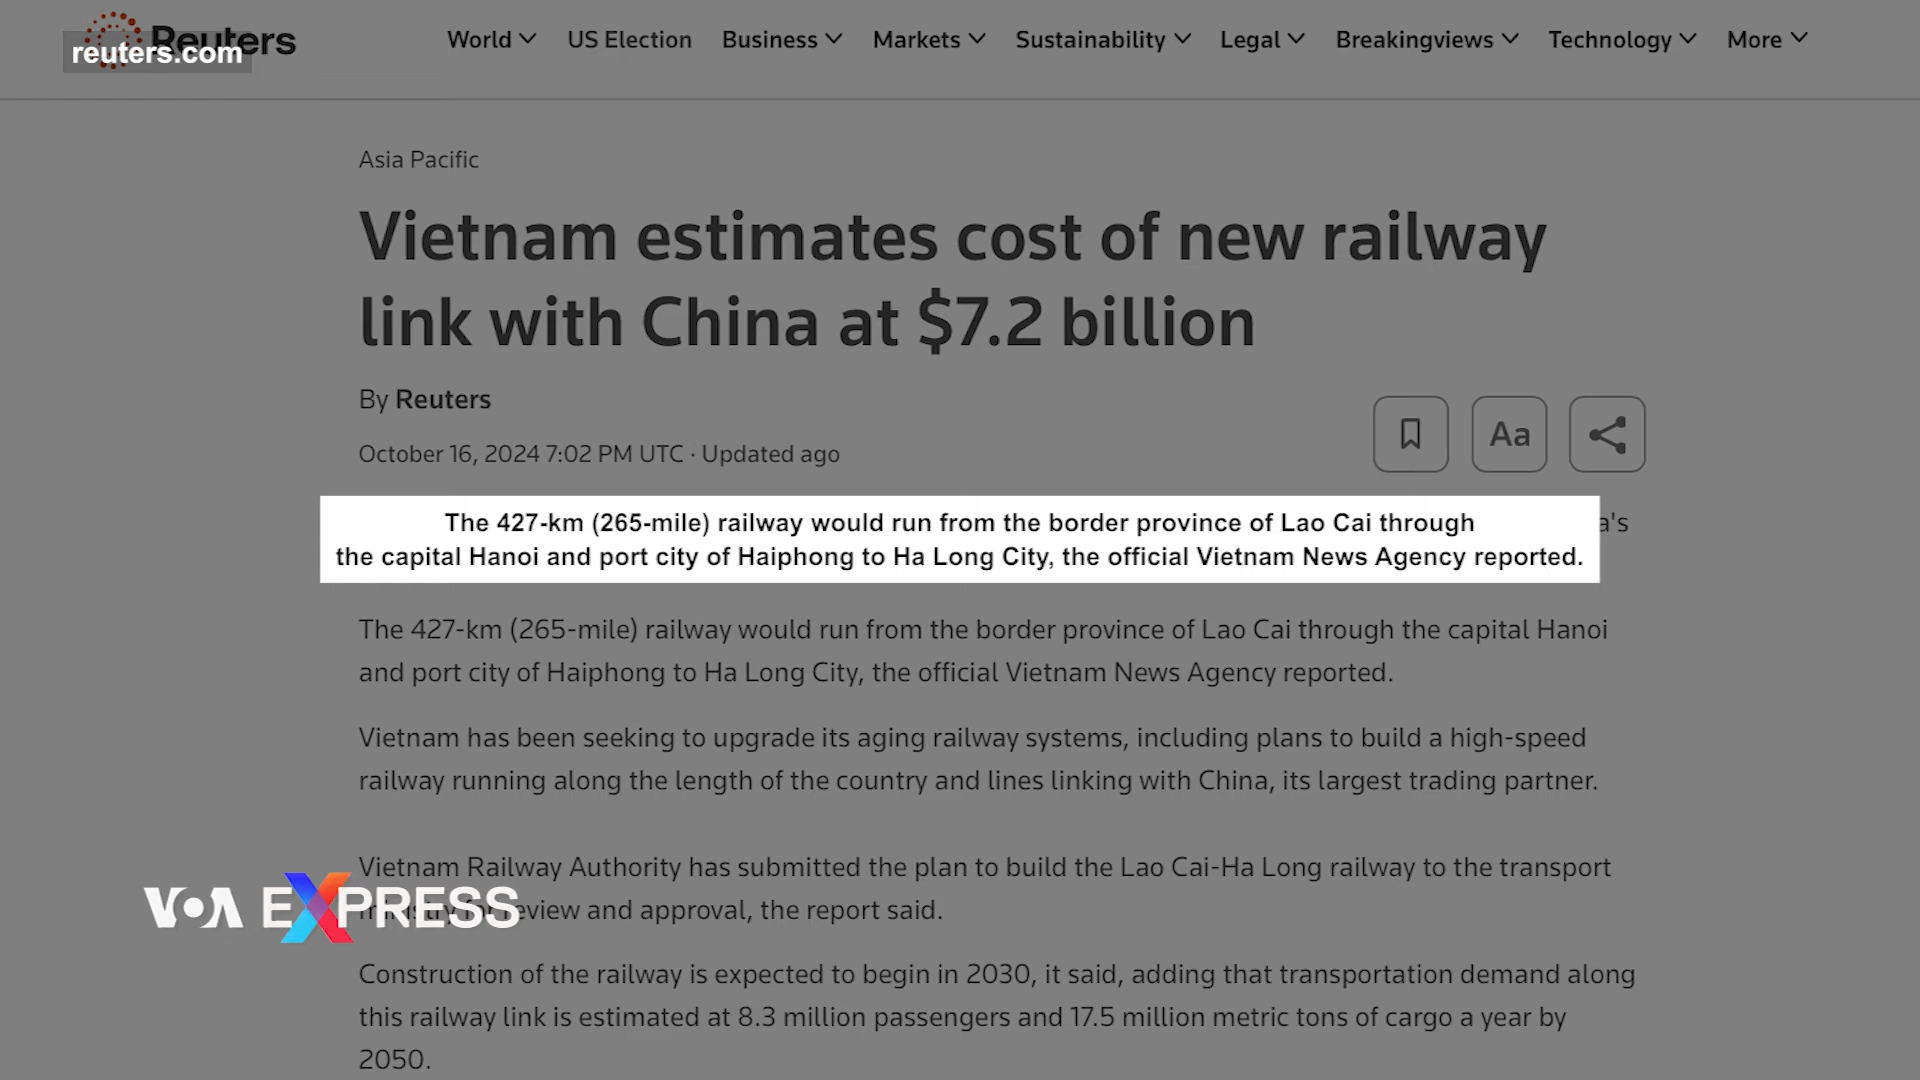 Reuters
reuters.com
World US Election Business Markets Sustainability Legal Breakingviews Technology More
Asia Pacific
Vietnam estimates cost of new railway
link with China at $7.2 billion
By Reuters
Aa
October 16, 2024 7:02 PM UTC · Updated ago
The 427-km (265-mile) railway would run from the border province of Lao Cai through
the capital Hanoi and port city of Haiphong to Ha Long City, the official Vietnam News Agency reported.
The 427-km (265-mile) railway would run from the border province of Lao Cai through the capital Hanoi
and port city of Haiphong to Ha Long City, the official Vietnam News Agency reported.
Vietnam has been seeking to upgrade its aging railway systems, including plans to build a high-speed
railway running along the length of the country and lines linking with China, its largest trading partner.
Vietnam Railway Authority has submitted the plan to build the Lao Cai-Ha Long railway to the transport
ministry for review and approval, the report said.
VOA EXPRESS
Construction of the railway is expected to begin in 2030, it said, adding that transportation demand along
this railway link is estimated at 8.3 million passengers and 17.5 million metric tons of cargo a year by
2050.